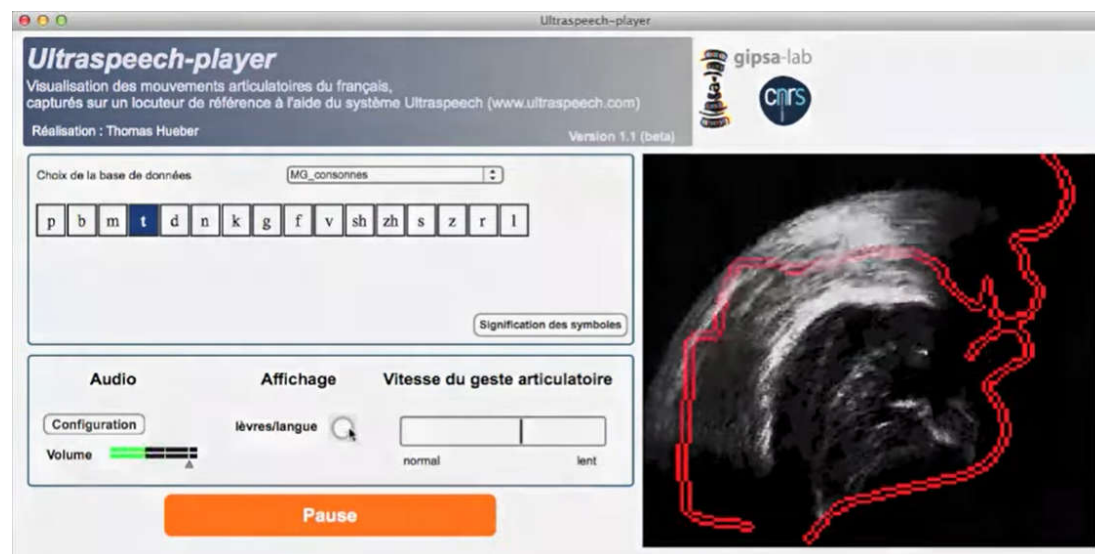 Ultraspeech-player
Ultraspeech-player
Visualisation des mouvements articulatoires du français,
capturés sur un locuteur de référence à l'aide du système Ultraspeech (www.ultraspeech.com)
Réalisation : Thomas Hueber
Version 1.1 (beta)
gipsa-lab
gipsa-lab
cnrs
Choix de la base de données
MG_consonnes
p b m t d n k g f v sh zh s z r l
Signification des symboles
Audio
Affichage
Vitesse du geste articulatoire
Configuration
lèvres/langue
Volume
normal
lent
Pause